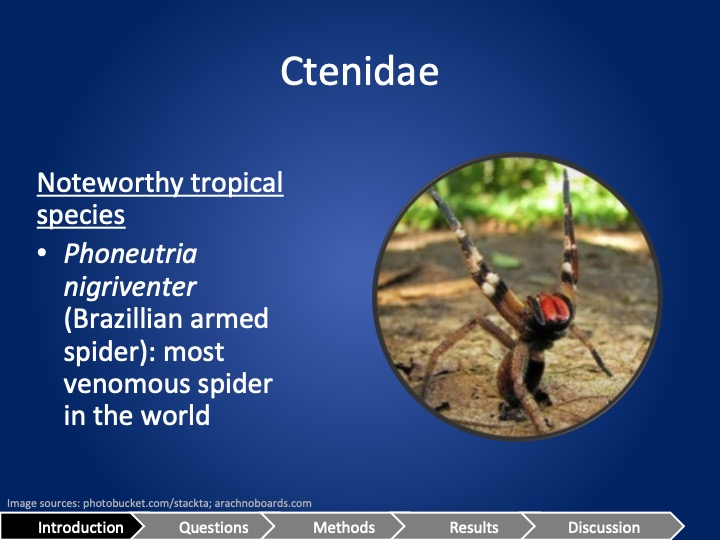 Ctenidae
Noteworthy tropical
species
• Phoneutria
nigriventer
(Brazillian armed
spider): most
venomous spider
in the world
Image sources: photobucket.com/stackta; arachnoboards.com
Introduction Questions Methods Results Discussion